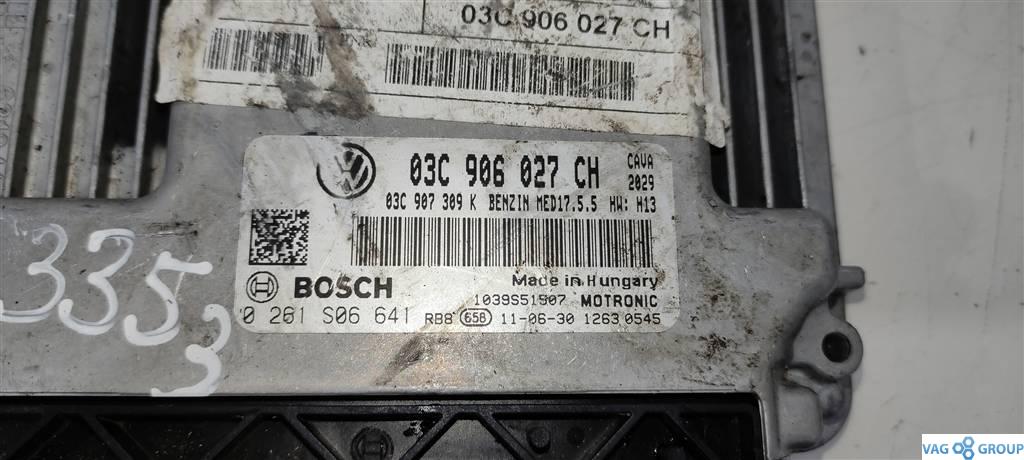 03C 906 027 CH
03C 906 027 CH CAVA
2029
03C 907 309 K BENZIN MED17.5.5 HW: H13
BOSCH Made in Hungary
1039S51907 MOTRONIC
0 261 S06 641 RB8 658 11-06-30 1263 0545
335
VAG GROUP